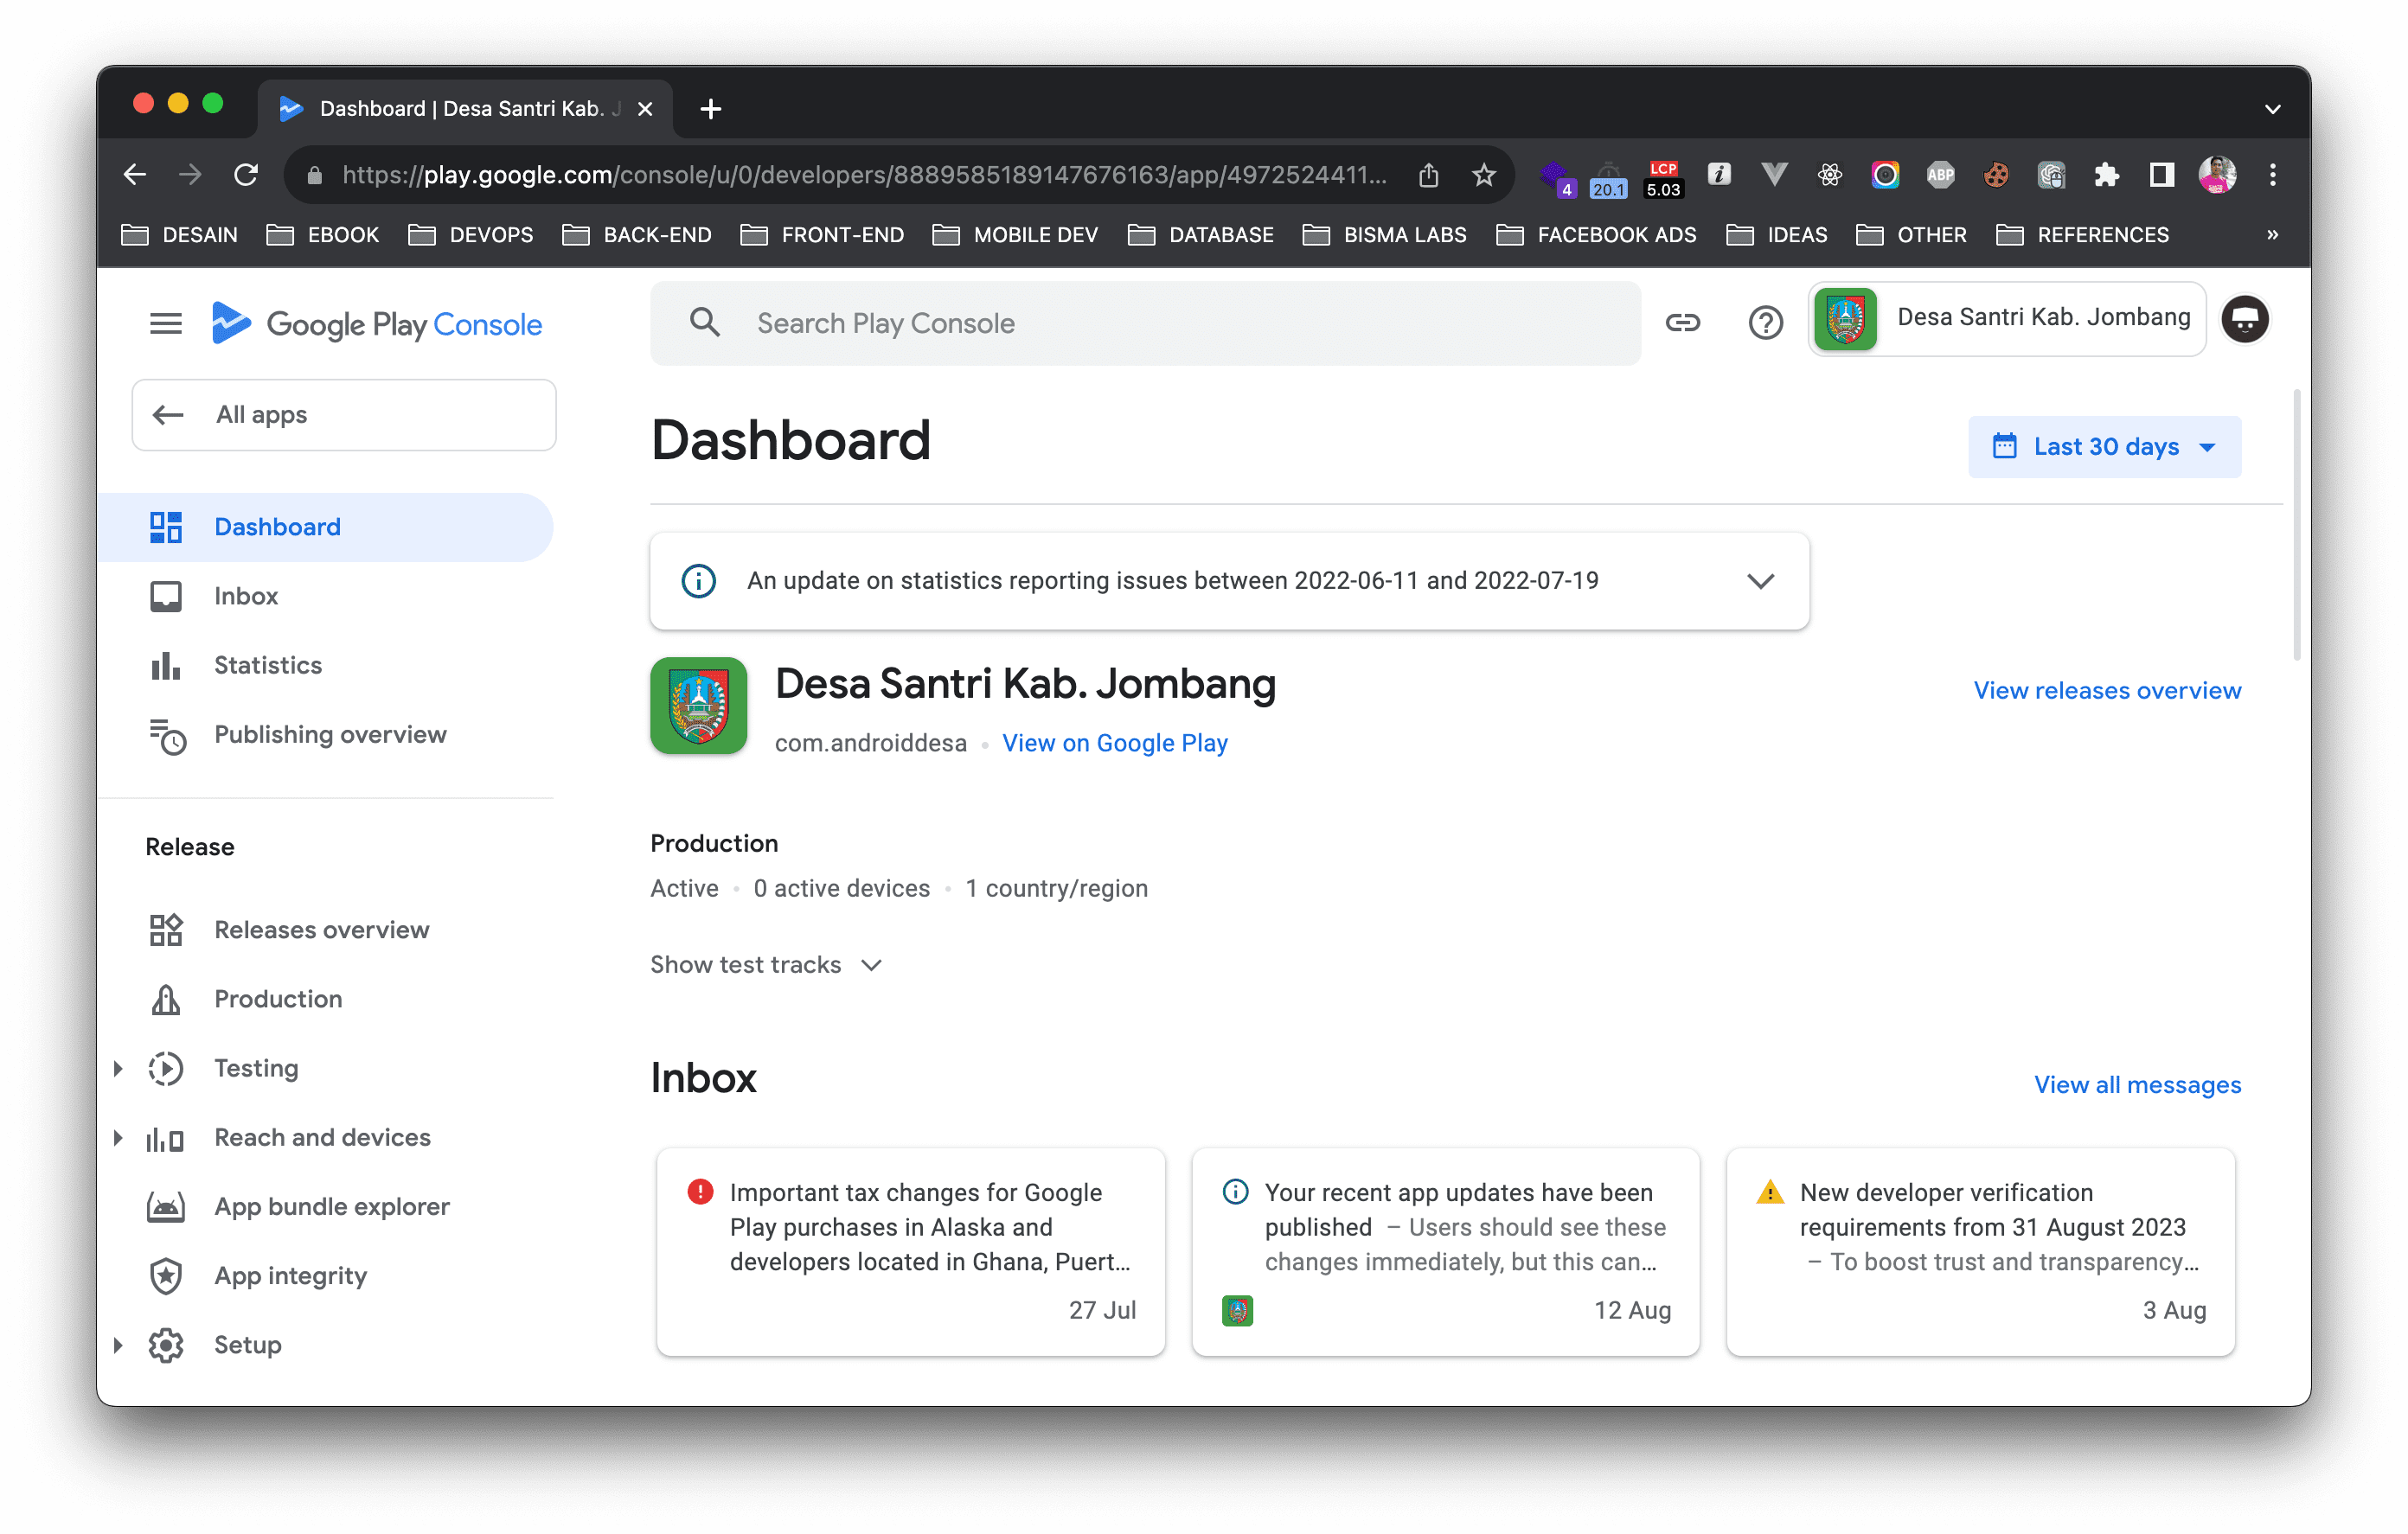 Dashboard | Desa Santri Kab. J
https://play.google.com/console/u/0/developers/8889585189147676163/app/4972524411...
4
20.1
LCP
5.03
i
ABP
DESAIN
EBOOK
DEVOPS
BACK-END
FRONT-END
MOBILE DEV
DATABASE
BISMA LABS
FACEBOOK ADS
IDEAS
OTHER
REFERENCES
»
Google Play Console
Search Play Console
Desa Santri Kab. Jombang
All apps
Dashboard
Inbox
Statistics
Publishing overview
Release
Releases overview
Production
Testing
Reach and devices
App bundle explorer
App integrity
Setup
Dashboard
Last 30 days
An update on statistics reporting issues between 2022-06-11 and 2022-07-19
Desa Santri Kab. Jombang
com.androiddesa • View on Google Play
View releases overview
Production
Active • 0 active devices • 1 country/region
Show test tracks
Inbox
View all messages
Important tax changes for Google
Play purchases in Alaska and
developers located in Ghana, Puert...
27 Jul
Your recent app updates have been
published – Users should see these
changes immediately, but this can...
12 Aug
New developer verification
requirements from 31 August 2023
– To boost trust and transparency...
3 Aug